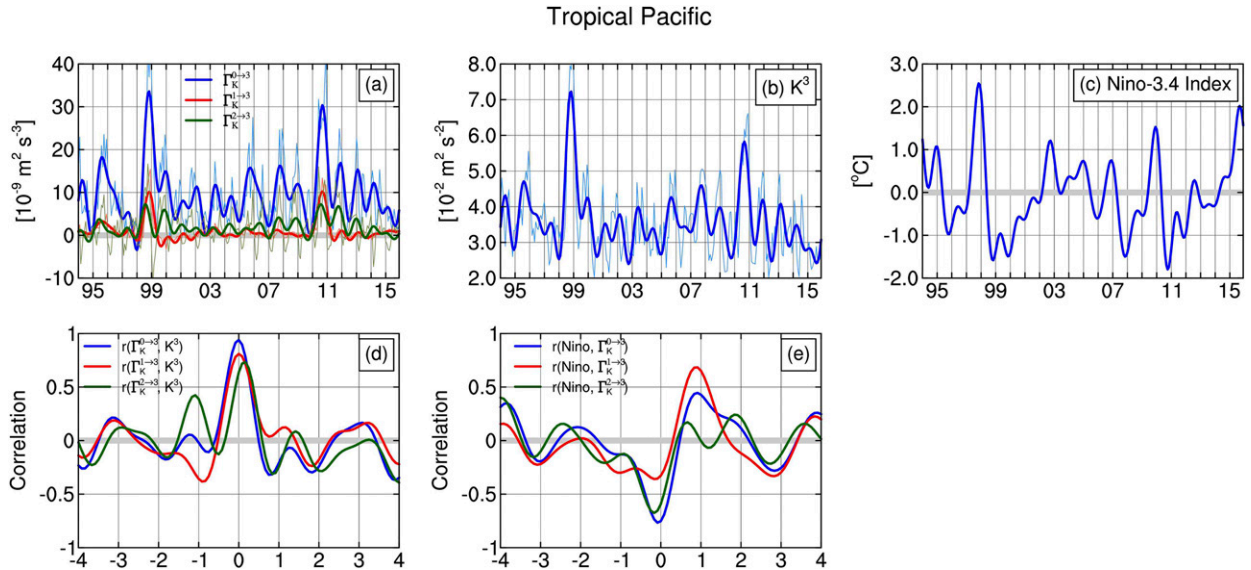 Tropical Pacific
(a)
Γ_K^{0→3}
Γ_K^{1→3}
Γ_K^{2→3}
[10^{-9} m^2 s^{-3}]
40
30
20
10
0
-10
95 99 03 07 11 15
(b) K^3
[10^{-2} m^2 s^{-2}]
8.0
7.0
6.0
5.0
4.0
3.0
2.0
95 99 03 07 11 15
(c) Nino-3.4 Index
[°C]
3.0
2.0
1.0
0.0
-1.0
-2.0
95 99 03 07 11 15
(d)
r(Γ_K^{0→3}, K^3)
r(Γ_K^{1→3}, K^3)
r(Γ_K^{2→3}, K^3)
Correlation
1
0.5
0
-0.5
-1
-4 -3 -2 -1 0 1 2 3 4
(e)
r(Nino, Γ_K^{0→3})
r(Nino, Γ_K^{1→3})
r(Nino, Γ_K^{2→3})
Correlation
1
0.5
0
-0.5
-1
-4 -3 -2 -1 0 1 2 3 4